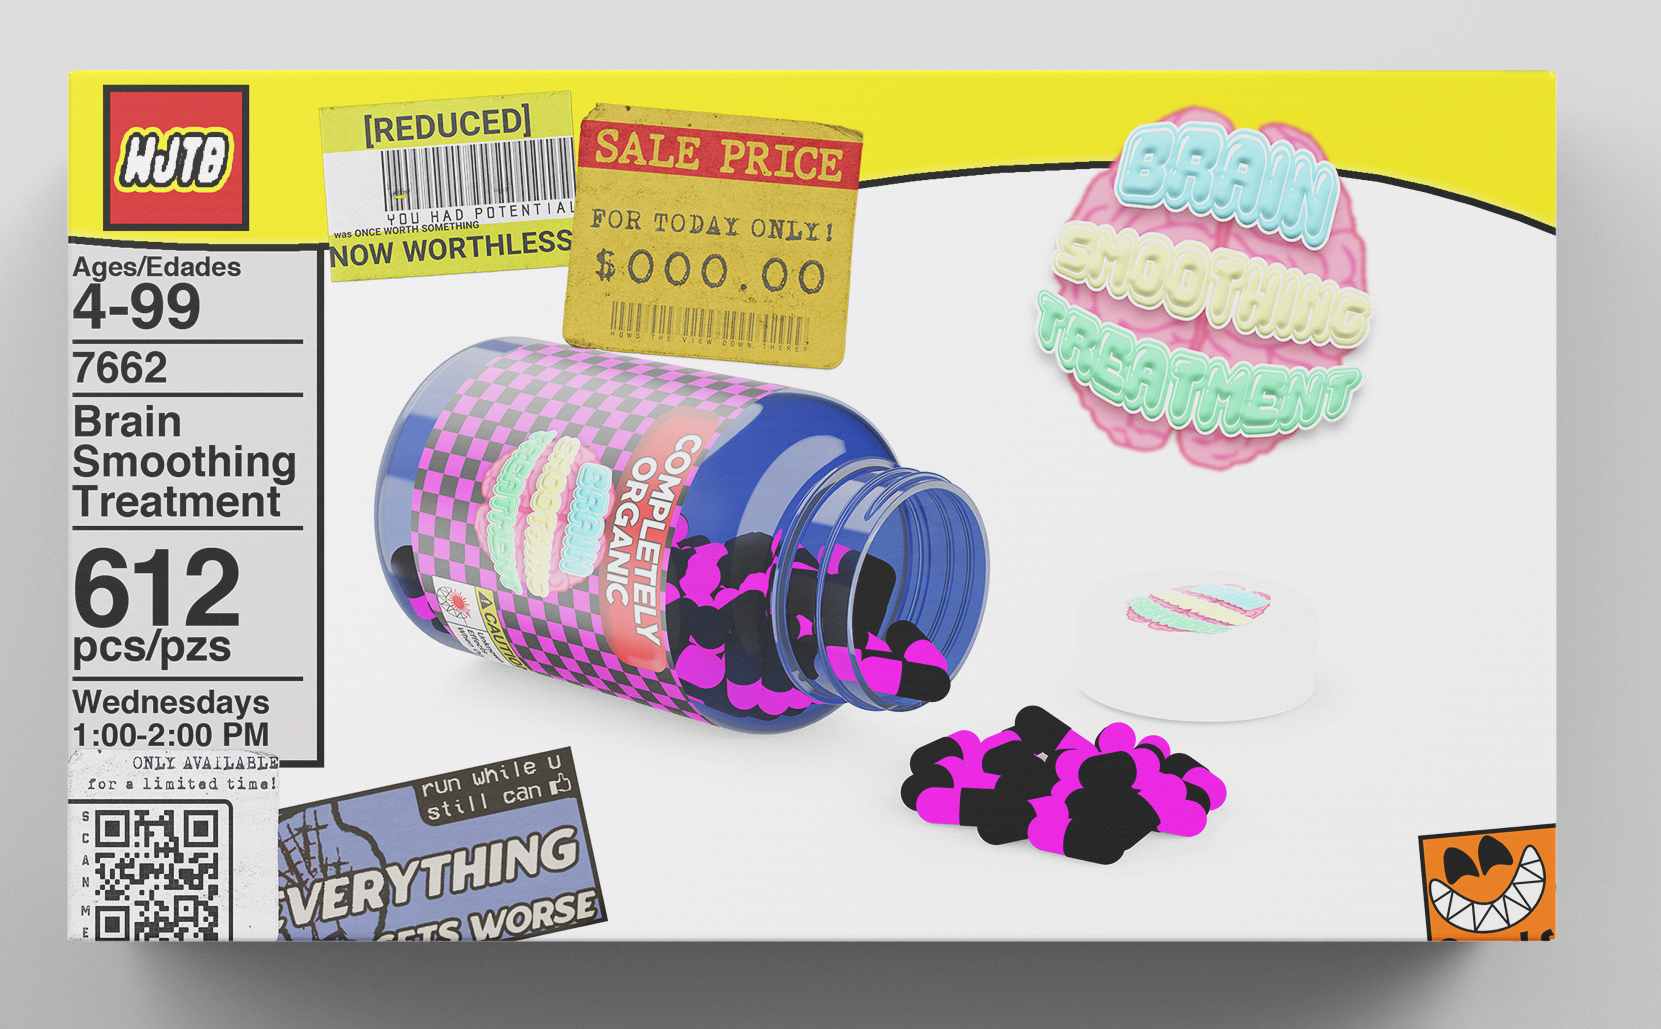 WJTB
[REDUCED]
YOU HAD POTENTIAL
was ONCE WORTH SOMETHING
NOW WORTHLESS
SALE PRICE
FOR TODAY ONLY!
$000.00
HOWS THE VIEW DOWN THERE?
BRAIN
SMOOTHING
TREATMENT
Ages/Edades
4-99
7662
Brain
Smoothing
Treatment
612
pcs/pzs
Wednesdays
1:00-2:00 PM
ONLY AVAILABLE
for a limited time!
SCAN ME
COMPLETELY
ORGANIC
BRAIN
SMOOTHING
TREATMENT
CAUTION
run while u
still can
EVERYTHING
GETS WORSE